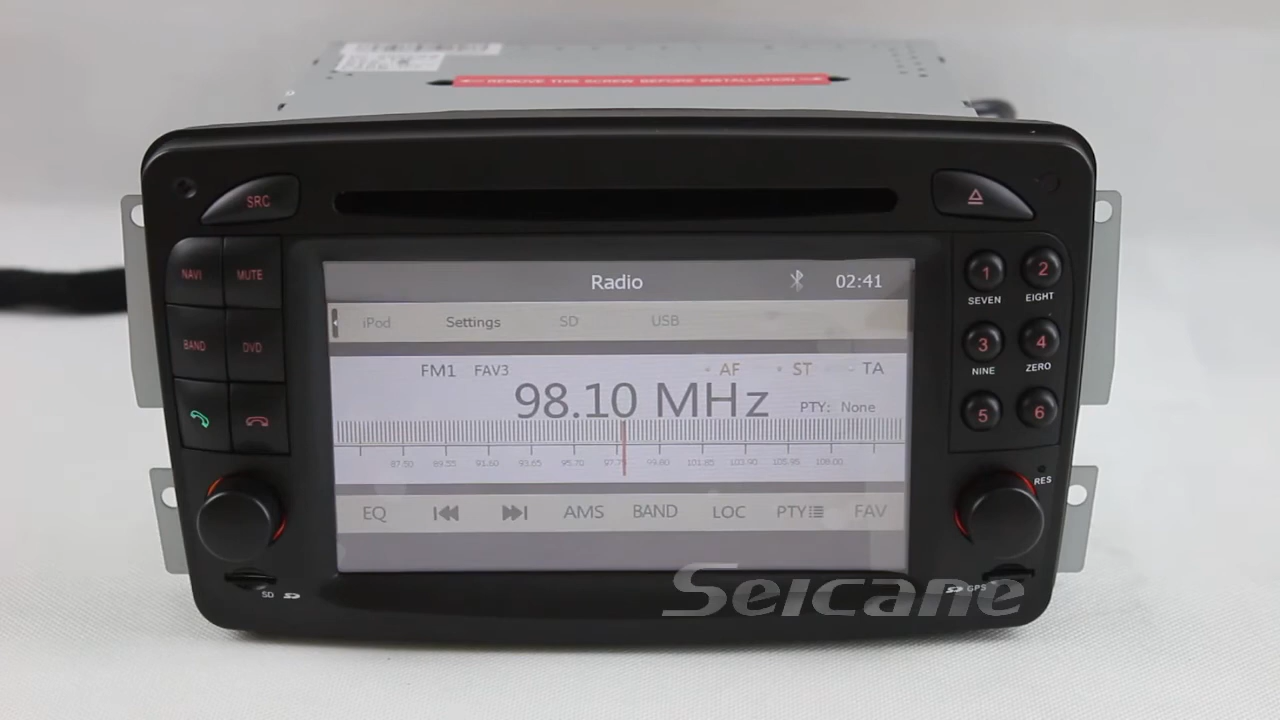 REMOVE THIS SCREW BEFORE INSTALLATION
SRC
NAVI MUTE
BAND DVD
Radio 02:41
iPod Settings SD USB
FM1 FAV3 AF ST TA
98.10 MHz
PTY: None
87.50 89.55 91.60 93.65 95.70 97.75 99.80 101.85 103.90 105.95 108.00
EQ AMS BAND LOC PTY FAV
1 2
SEVEN EIGHT
3 4
NINE ZERO
5 6
RES
SD
GPS
Seicane